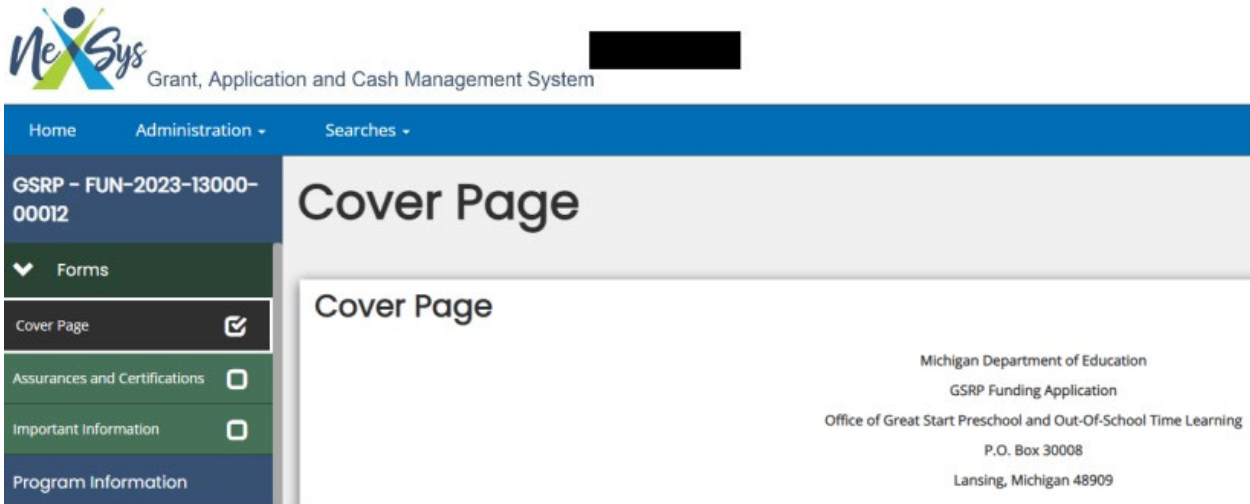 NeXSys
Grant, Application and Cash Management System
Home Administration Searches
GSRP - FUN-2023-13000-
00012
Forms
Cover Page
Assurances and Certifications
Important Information
Program Information
Cover Page
Cover Page
Michigan Department of Education
GSRP Funding Application
Office of Great Start Preschool and Out-Of-School Time Learning
P.O. Box 30008
Lansing, Michigan 48909